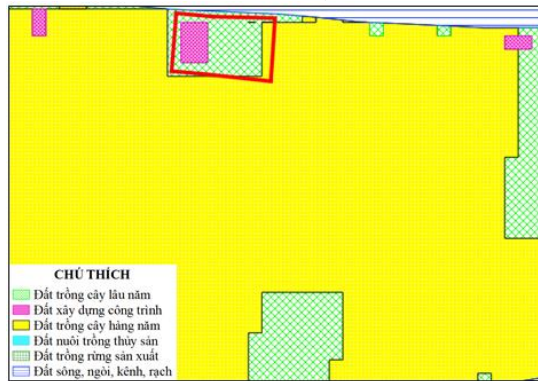 CHÚ THÍCH
Đất trồng cây lâu năm
Đất xây dựng công trình
Đất trồng cây hàng năm
Đất nuôi trồng thủy sản
Đất trồng rừng sản xuất
Đất sông, ngòi, kênh, rạch